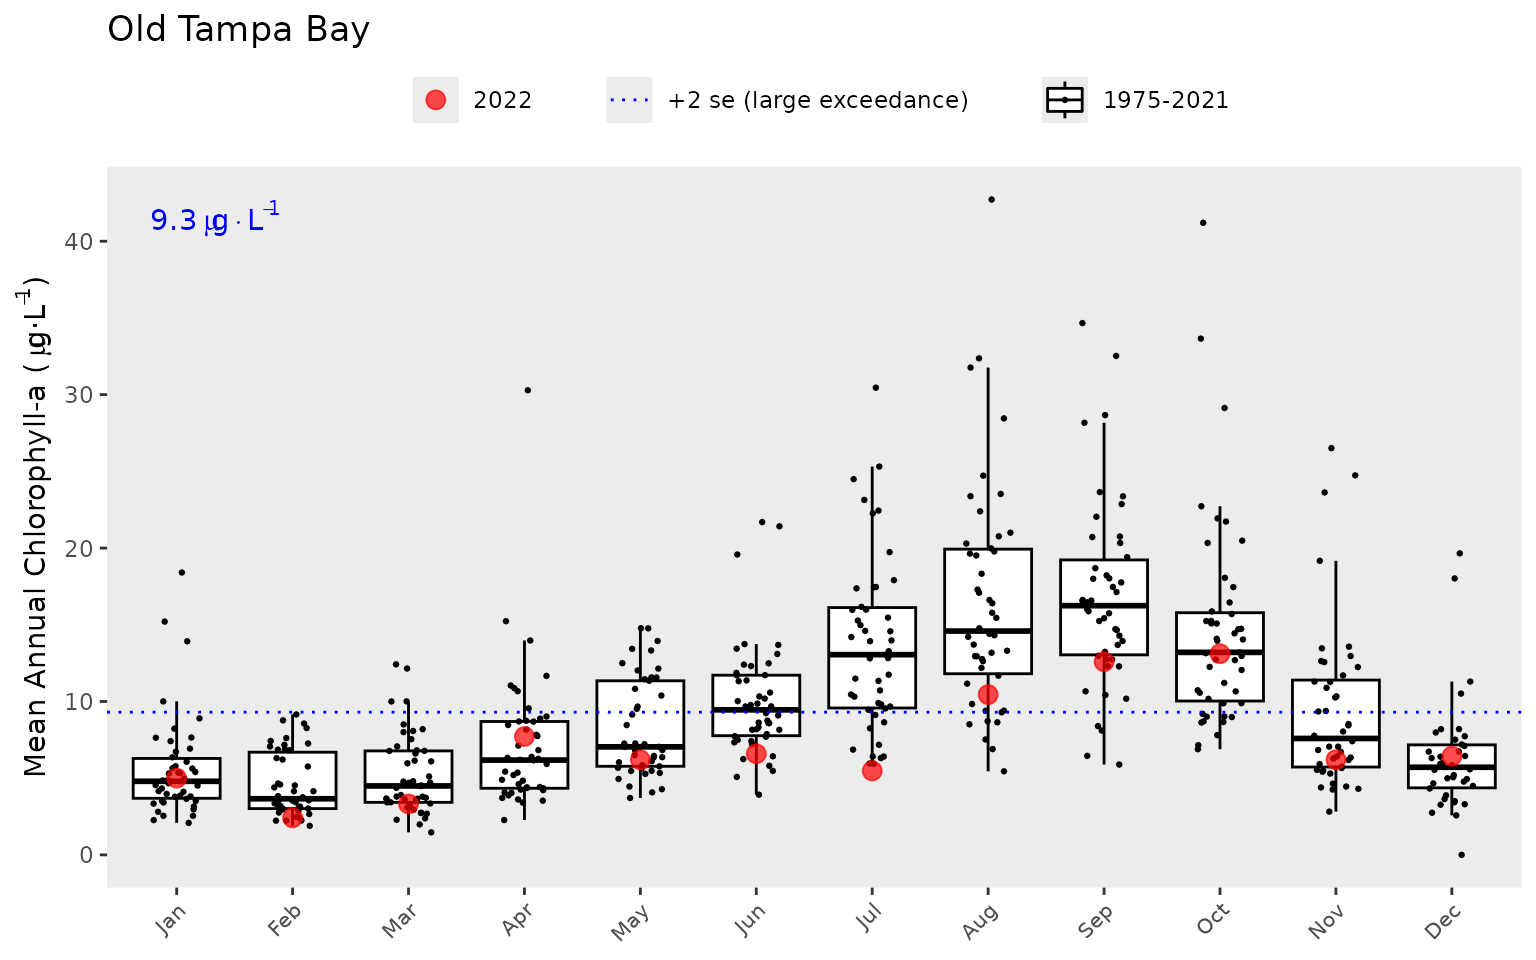 Old Tampa Bay
2022
+2 se (large exceedance)
1975-2021
9.3 μg · L⁻¹
Mean Annual Chlorophyll-a ( μg·L⁻¹)
40
30
20
10
0
Jan
Feb
Mar
Apr
May
Jun
Jul
Aug
Sep
Oct
Nov
Dec